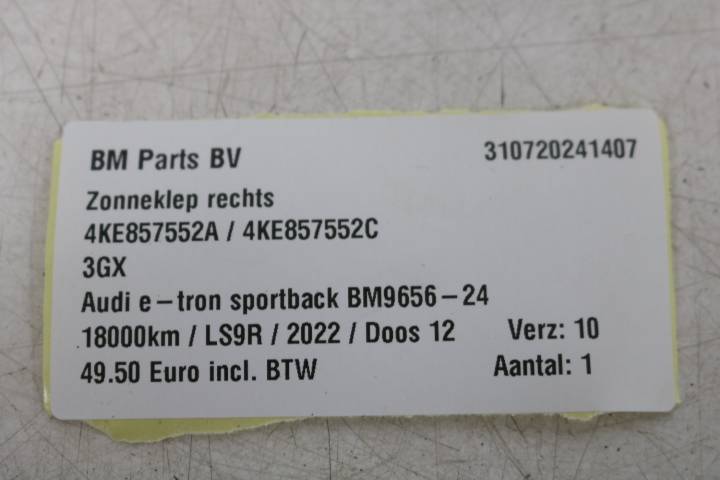 BM Parts BV 310720241407
Zonneklep rechts
4KE857552A / 4KE857552C
3GX
Audi e-tron sportback BM9656-24
18000km / LS9R / 2022 / Doos 12 Verz: 10
49.50 Euro incl. BTW Aantal: 1